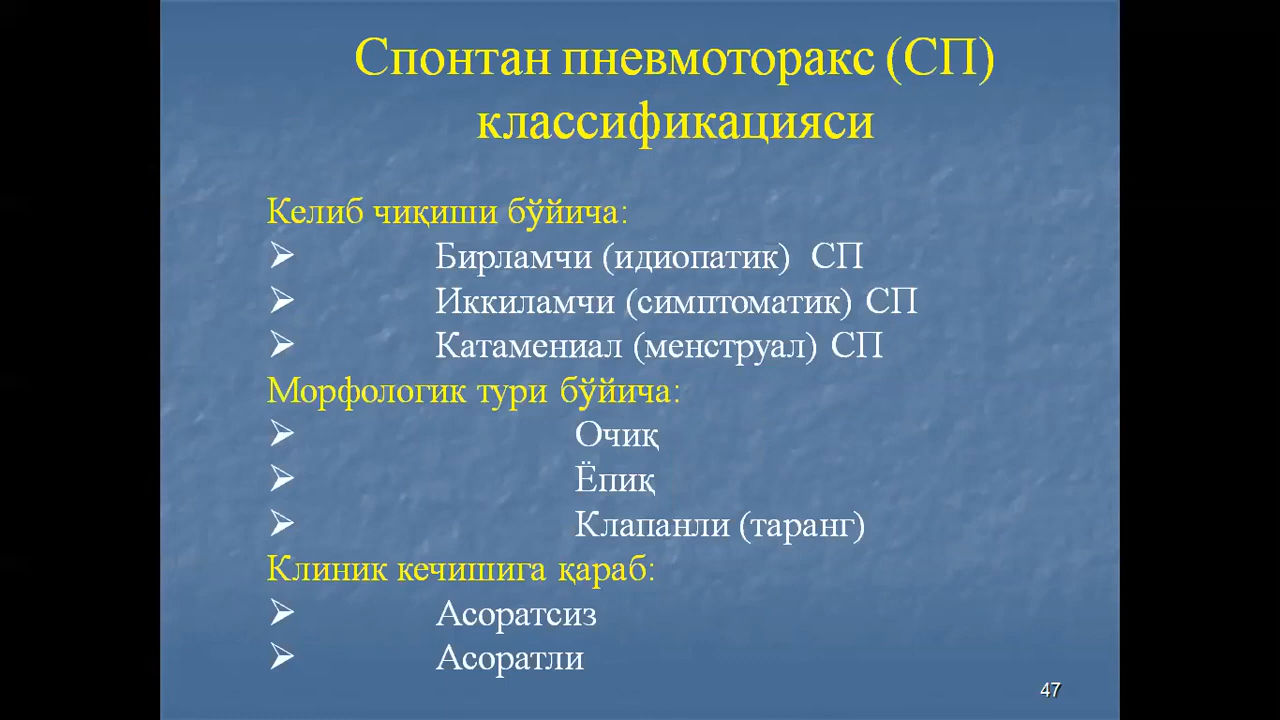 Спонтан пневмоторакс (СП)
классификацияси
Келиб чиқиши бўйича:
➢ Бирламчи (идиопатик) СП
➢ Иккиламчи (симптоматик) СП
➢ Катамениал (менструал) СП
Морфологик тури бўйича:
➢ Очиқ
➢ Ёпиқ
➢ Клапанли (таранг)
Клиник кечишига қараб:
➢ Асоратсиз
➢ Асоратли
47